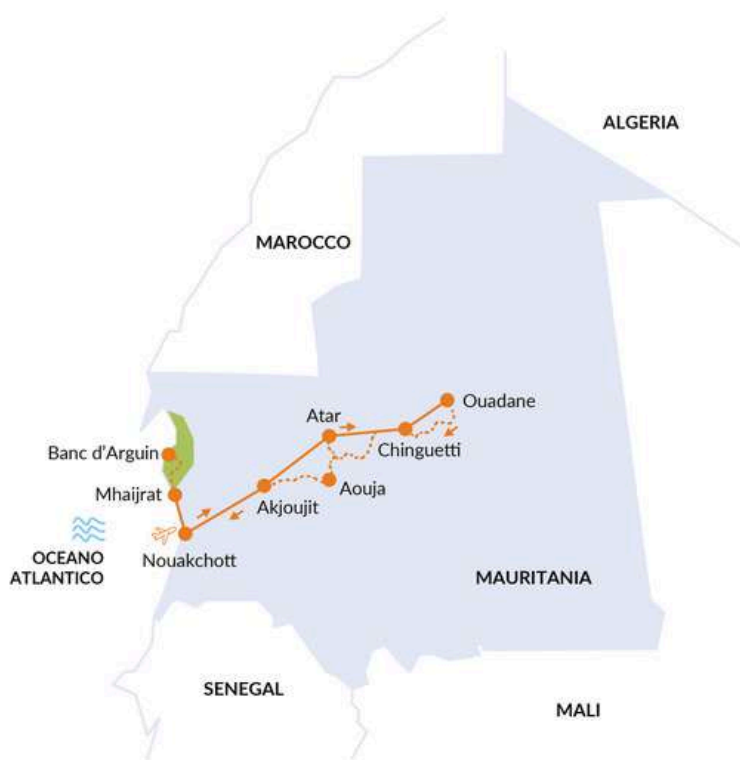 ALGERIA
MAROCCO
Ouadane
Atar
Chinguetti
Banc d'Arguin
Aouja
Mhaijrat
Akjoujit
OCEANO
ATLANTICO
Nouakchott
MAURITANIA
SENEGAL
MALI